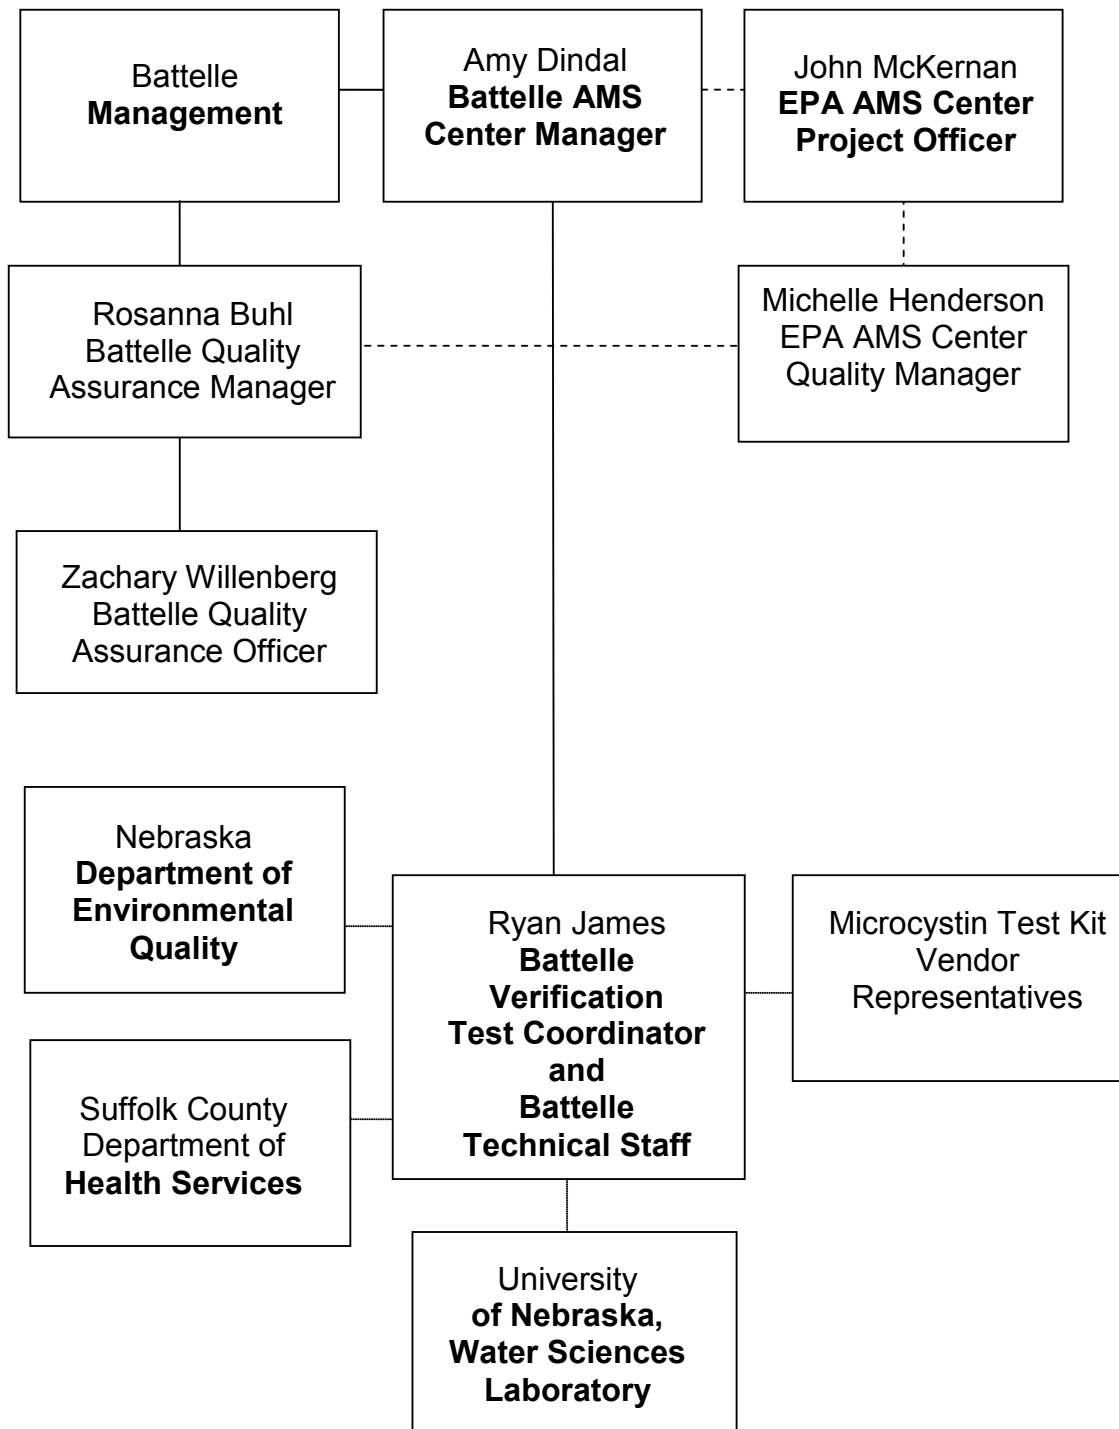 Battelle
Management
Amy Dindal
Battelle AMS
Center Manager
John McKernan
EPA AMS Center
Project Officer
Rosanna Buhl
Battelle Quality
Assurance Manager
Michelle Henderson
EPA AMS Center
Quality Manager
Zachary Willenberg
Battelle Quality
Assurance Officer
Nebraska
Department of
Environmental
Quality
Ryan James
Battelle
Verification
Test Coordinator
and
Battelle
Technical Staff
Microcystin Test Kit
Vendor
Representatives
Suffolk County
Department of
Health Services
University
of Nebraska,
Water Sciences
Laboratory